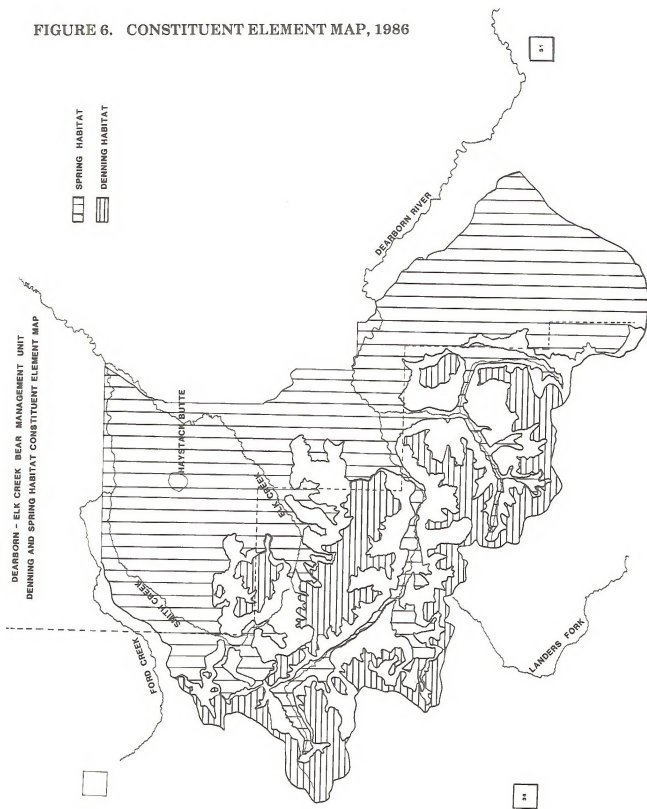 FIGURE 6. CONSTITUENT ELEMENT MAP, 1986
DEARBORN - ELK CREEK BEAR MANAGEMENT UNIT
DENNING AND SPRING HABITAT CONSTITUENT ELEMENT MAP
SPRING HABITAT
DENNING HABITAT
FORD CREEK
SMITH CREEK
HAYSTACK BUTTE
ELK CREEK
DEARBORN RIVER
LANDERS FORK
31